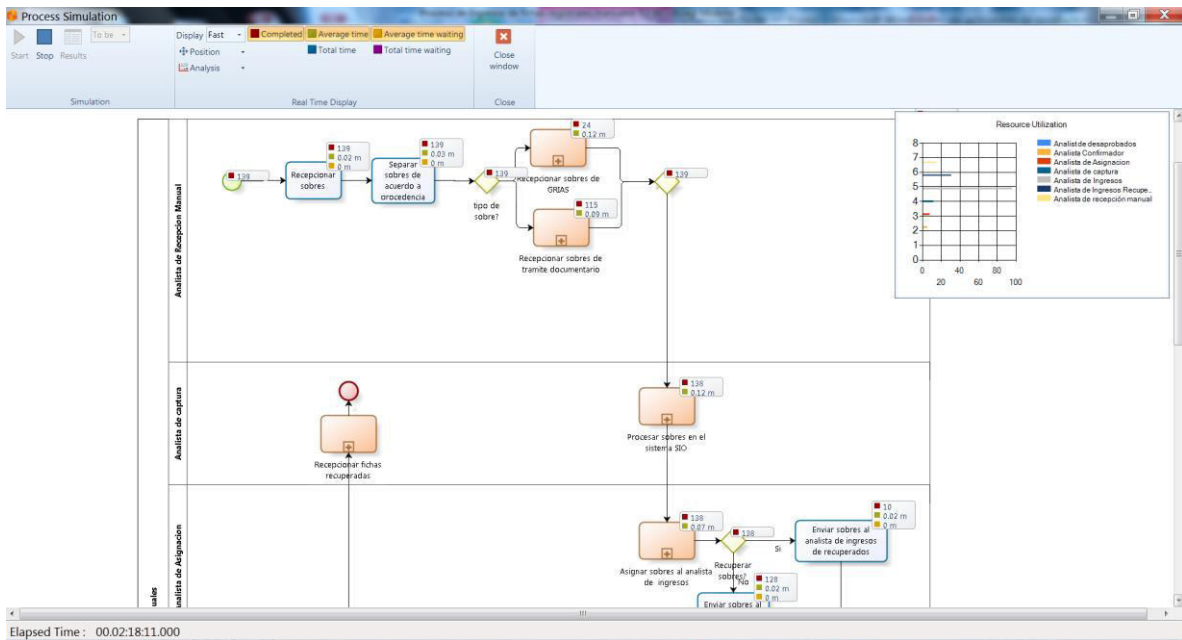 Process Simulation
To be
Display Fast
Completed
Average time
Average time waiting
Position
Total time
Total time waiting
Close
window
Start
Stop
Results
Analysis
Simulation
Real Time Display
Close
Resource Utilization
8
7
6
5
4
3
2
1
0
0
40
80
20
60
100
Analist de desaprobados
Analista Confirmador
Analista de Asignacion
Analista de captura
Analista de Ingresos
Analista de Ingresos Recupe..
Analista de recepción manual
Analista de Recepcion Manual
139
139
0.02 m
0 m
Recepcionar
sobres
139
0.03 m
0 m
Separar
sobres de
acuerdo a
procedencia
139
tipo de
sobre?
24
0.12 m
Recepcionar sobres de
GRIAS
115
0.09 m
Recepcionar sobres de
tramite documentario
139
Analista de captura
Recepcionar fichas
recuperadas
138
0.12 m
Procesar sobres en el
sistema SIO
Analista de Asignacion
138
0.07 m
Asignar sobres al analista
de ingresos
138
Recuperar
sobres?
Si
No
10
0.02 m
0 m
Enviar sobres al
analista de ingresos
de recuperados
128
0.02 m
0 m
Enviar sobres al
uales
Elapsed Time : 00.02:18:11.000